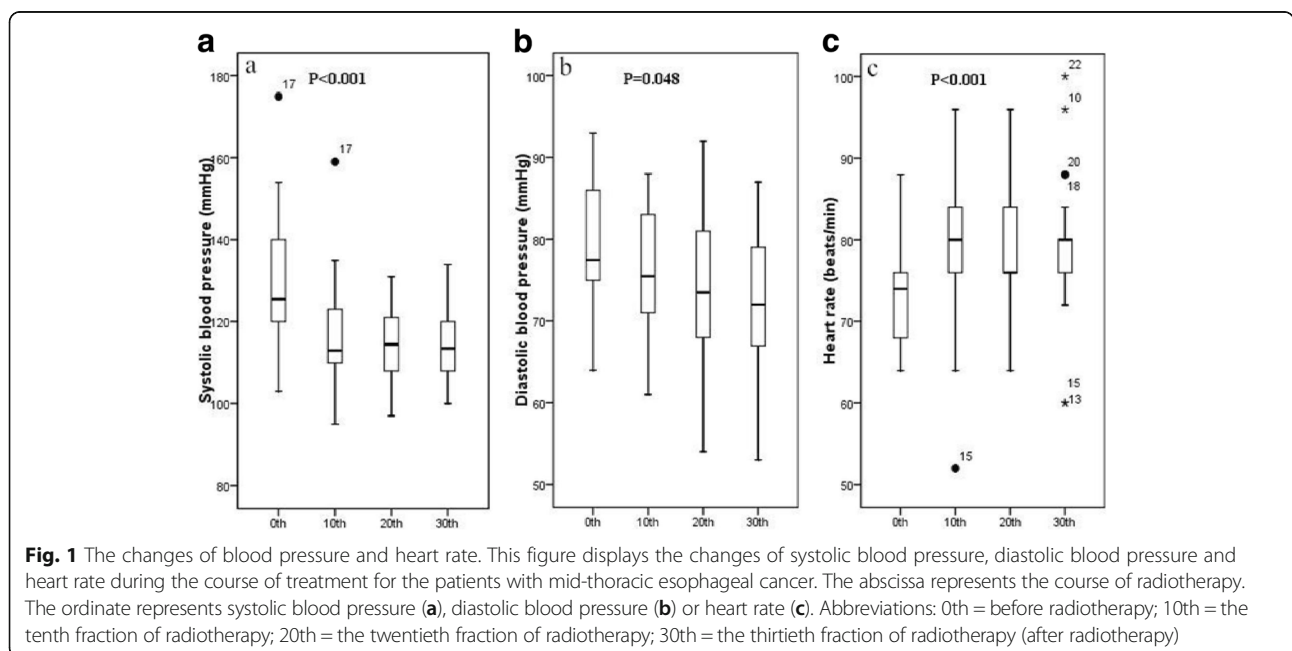 a
a
P<0.001
Systolic blood pressure (mmHg)
180
160
140
120
100
80
17
17
0th 10th 20th 30th
b
b
P=0.048
Diastolic blood pressure (mmHg)
100
90
80
70
60
50
0th 10th 20th 30th
c
c
P<0.001
Heart rate (beats/min)
100
90
80
70
60
50
15
22
10
20
18
15
13
0th 10th 20th 30th
Fig. 1 The changes of blood pressure and heart rate. This figure displays the changes of systolic blood pressure, diastolic blood pressure and
heart rate during the course of treatment for the patients with mid-thoracic esophageal cancer. The abscissa represents the course of radiotherapy.
The ordinate represents systolic blood pressure (a), diastolic blood pressure (b) or heart rate (c). Abbreviations: 0th = before radiotherapy; 10th = the
tenth fraction of radiotherapy; 20th = the twentieth fraction of radiotherapy; 30th = the thirtieth fraction of radiotherapy (after radiotherapy)